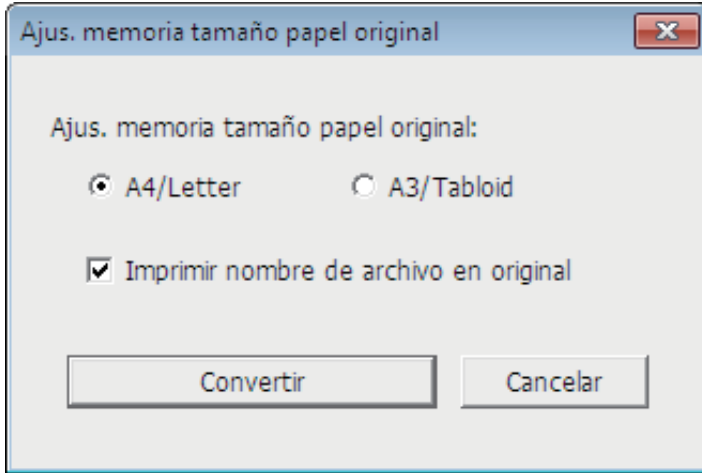 Ajus. memoria tamaño papel original
Ajus. memoria tamaño papel original:
A4/Letter A3/Tabloid
Imprimir nombre de archivo en original
Convertir Cancelar